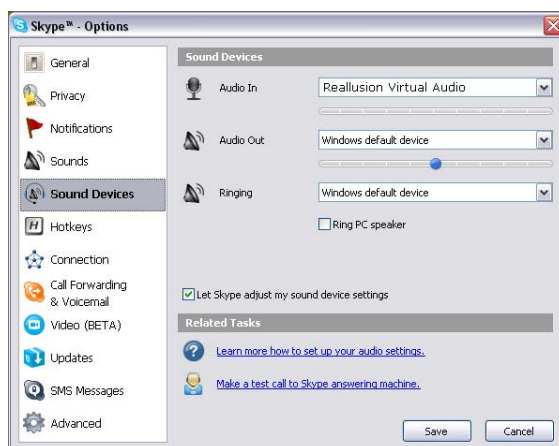 Skype™ - Options
General
Privacy
Notifications
Sounds
Sound Devices
H Hotkeys
Connection
Call Forwarding
& Voicemail
Video (BETA)
Updates
SMS Messages
Advanced
Sound Devices
Audio In
Reallusion Virtual Audio
Audio Out
Windows default device
Ringing
Windows default device
Ring PC speaker
Let Skype adjust my sound device settings
Related Tasks
Learn more how to set up your audio settings.
Make a test call to Skype answering machine.
Save
Cancel